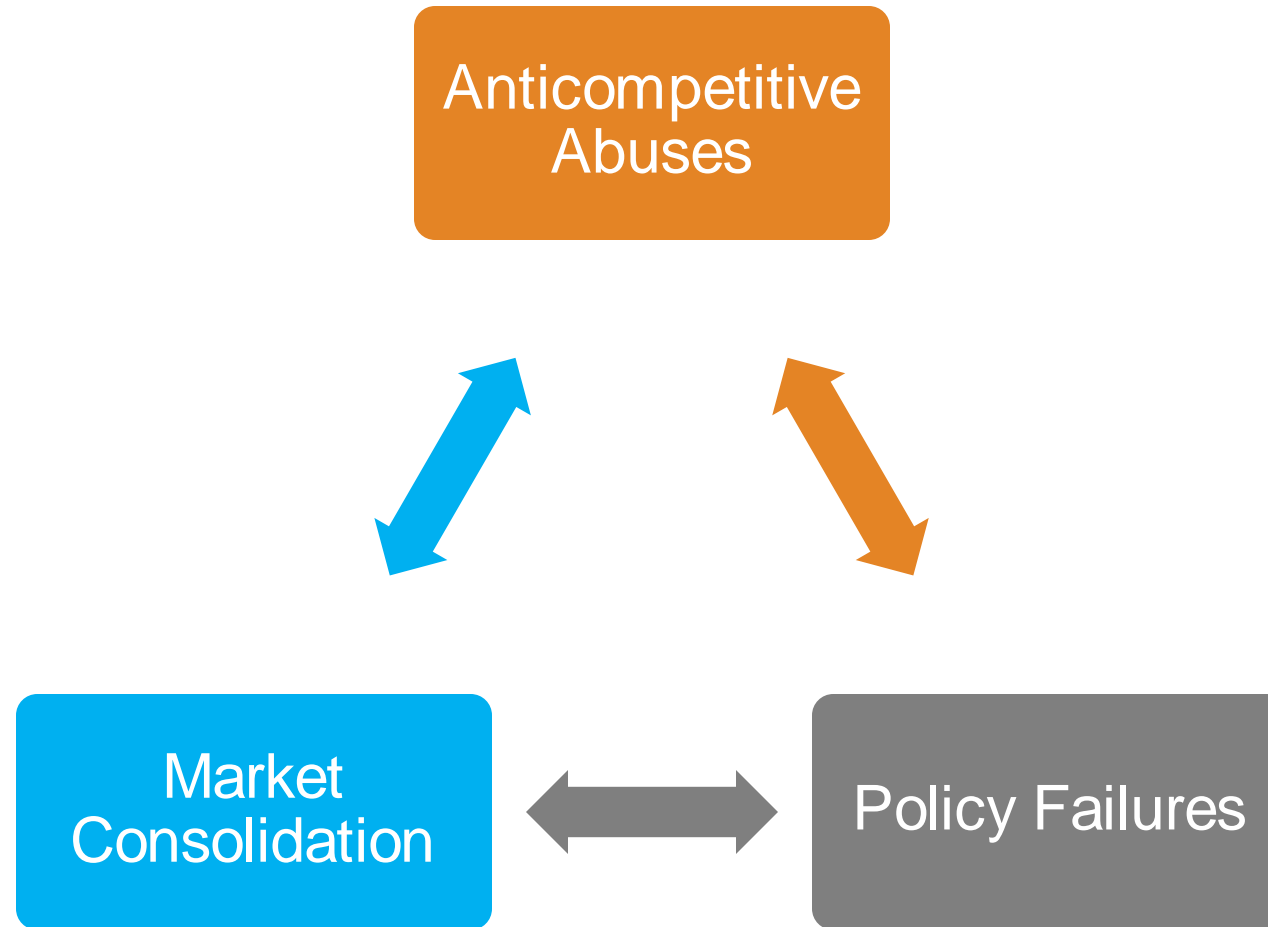 Anticompetitive
Abuses
Market
Consolidation
Policy Failures